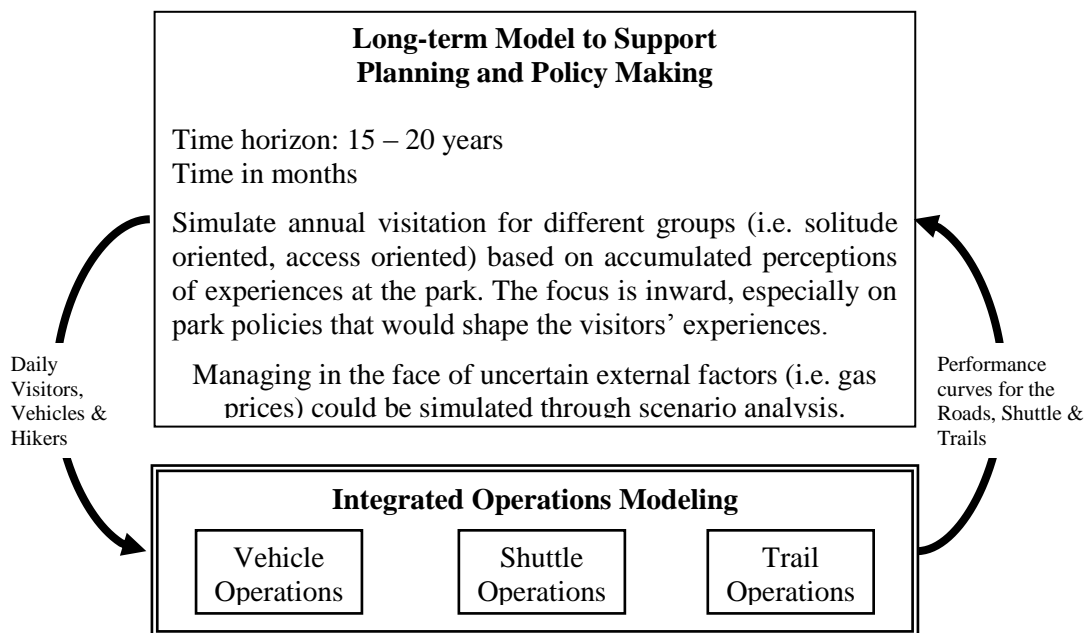 Long-term Model to Support
Planning and Policy Making
Time horizon: 15 – 20 years
Time in months
Simulate annual visitation for different groups (i.e. solitude
oriented, access oriented) based on accumulated perceptions
of experiences at the park. The focus is inward, especially on
park policies that would shape the visitors’ experiences.
Managing in the face of uncertain external factors (i.e. gas
prices) could be simulated through scenario analysis.
Daily
Visitors,
Vehicles &
Hikers
Performance
curves for the
Roads, Shuttle &
Trails
Integrated Operations Modeling
Vehicle
Operations
Shuttle
Operations
Trail
Operations